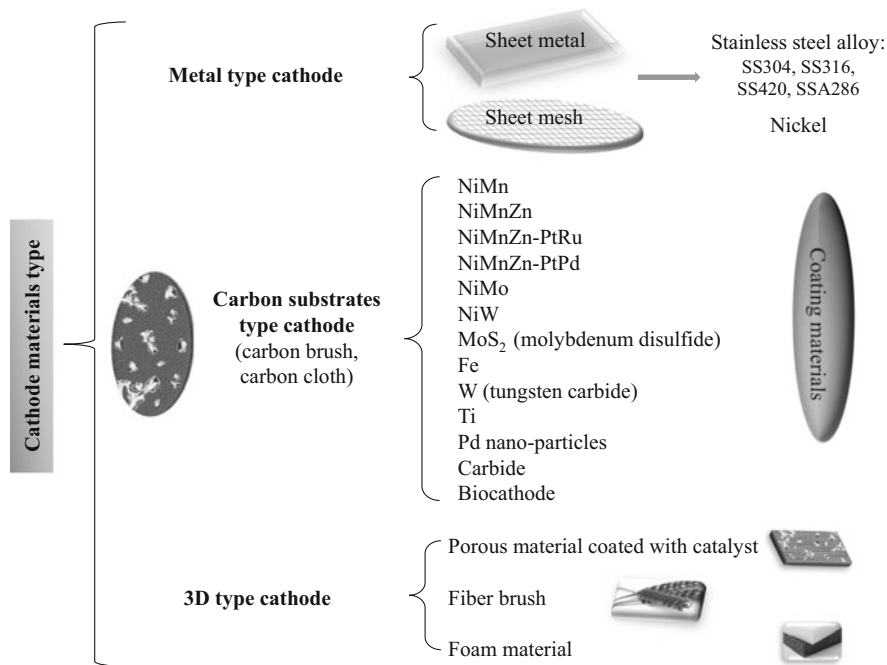 Cathode materials type
Metal type cathode
Sheet metal
Sheet mesh
Stainless steel alloy:
SS304, SS316,
SS420, SSA286
Nickel
Carbon substrates
type cathode
(carbon brush,
carbon cloth)
NiMn
NiMnZn
NiMnZn-PtRu
NiMnZn-PtPd
NiMo
NiW
MoS₂ (molybdenum disulfide)
Fe
W (tungsten carbide)
Ti
Pd nano-particles
Carbide
Biocathode
Coating materials
3D type cathode
Porous material coated with catalyst
Fiber brush
Foam material